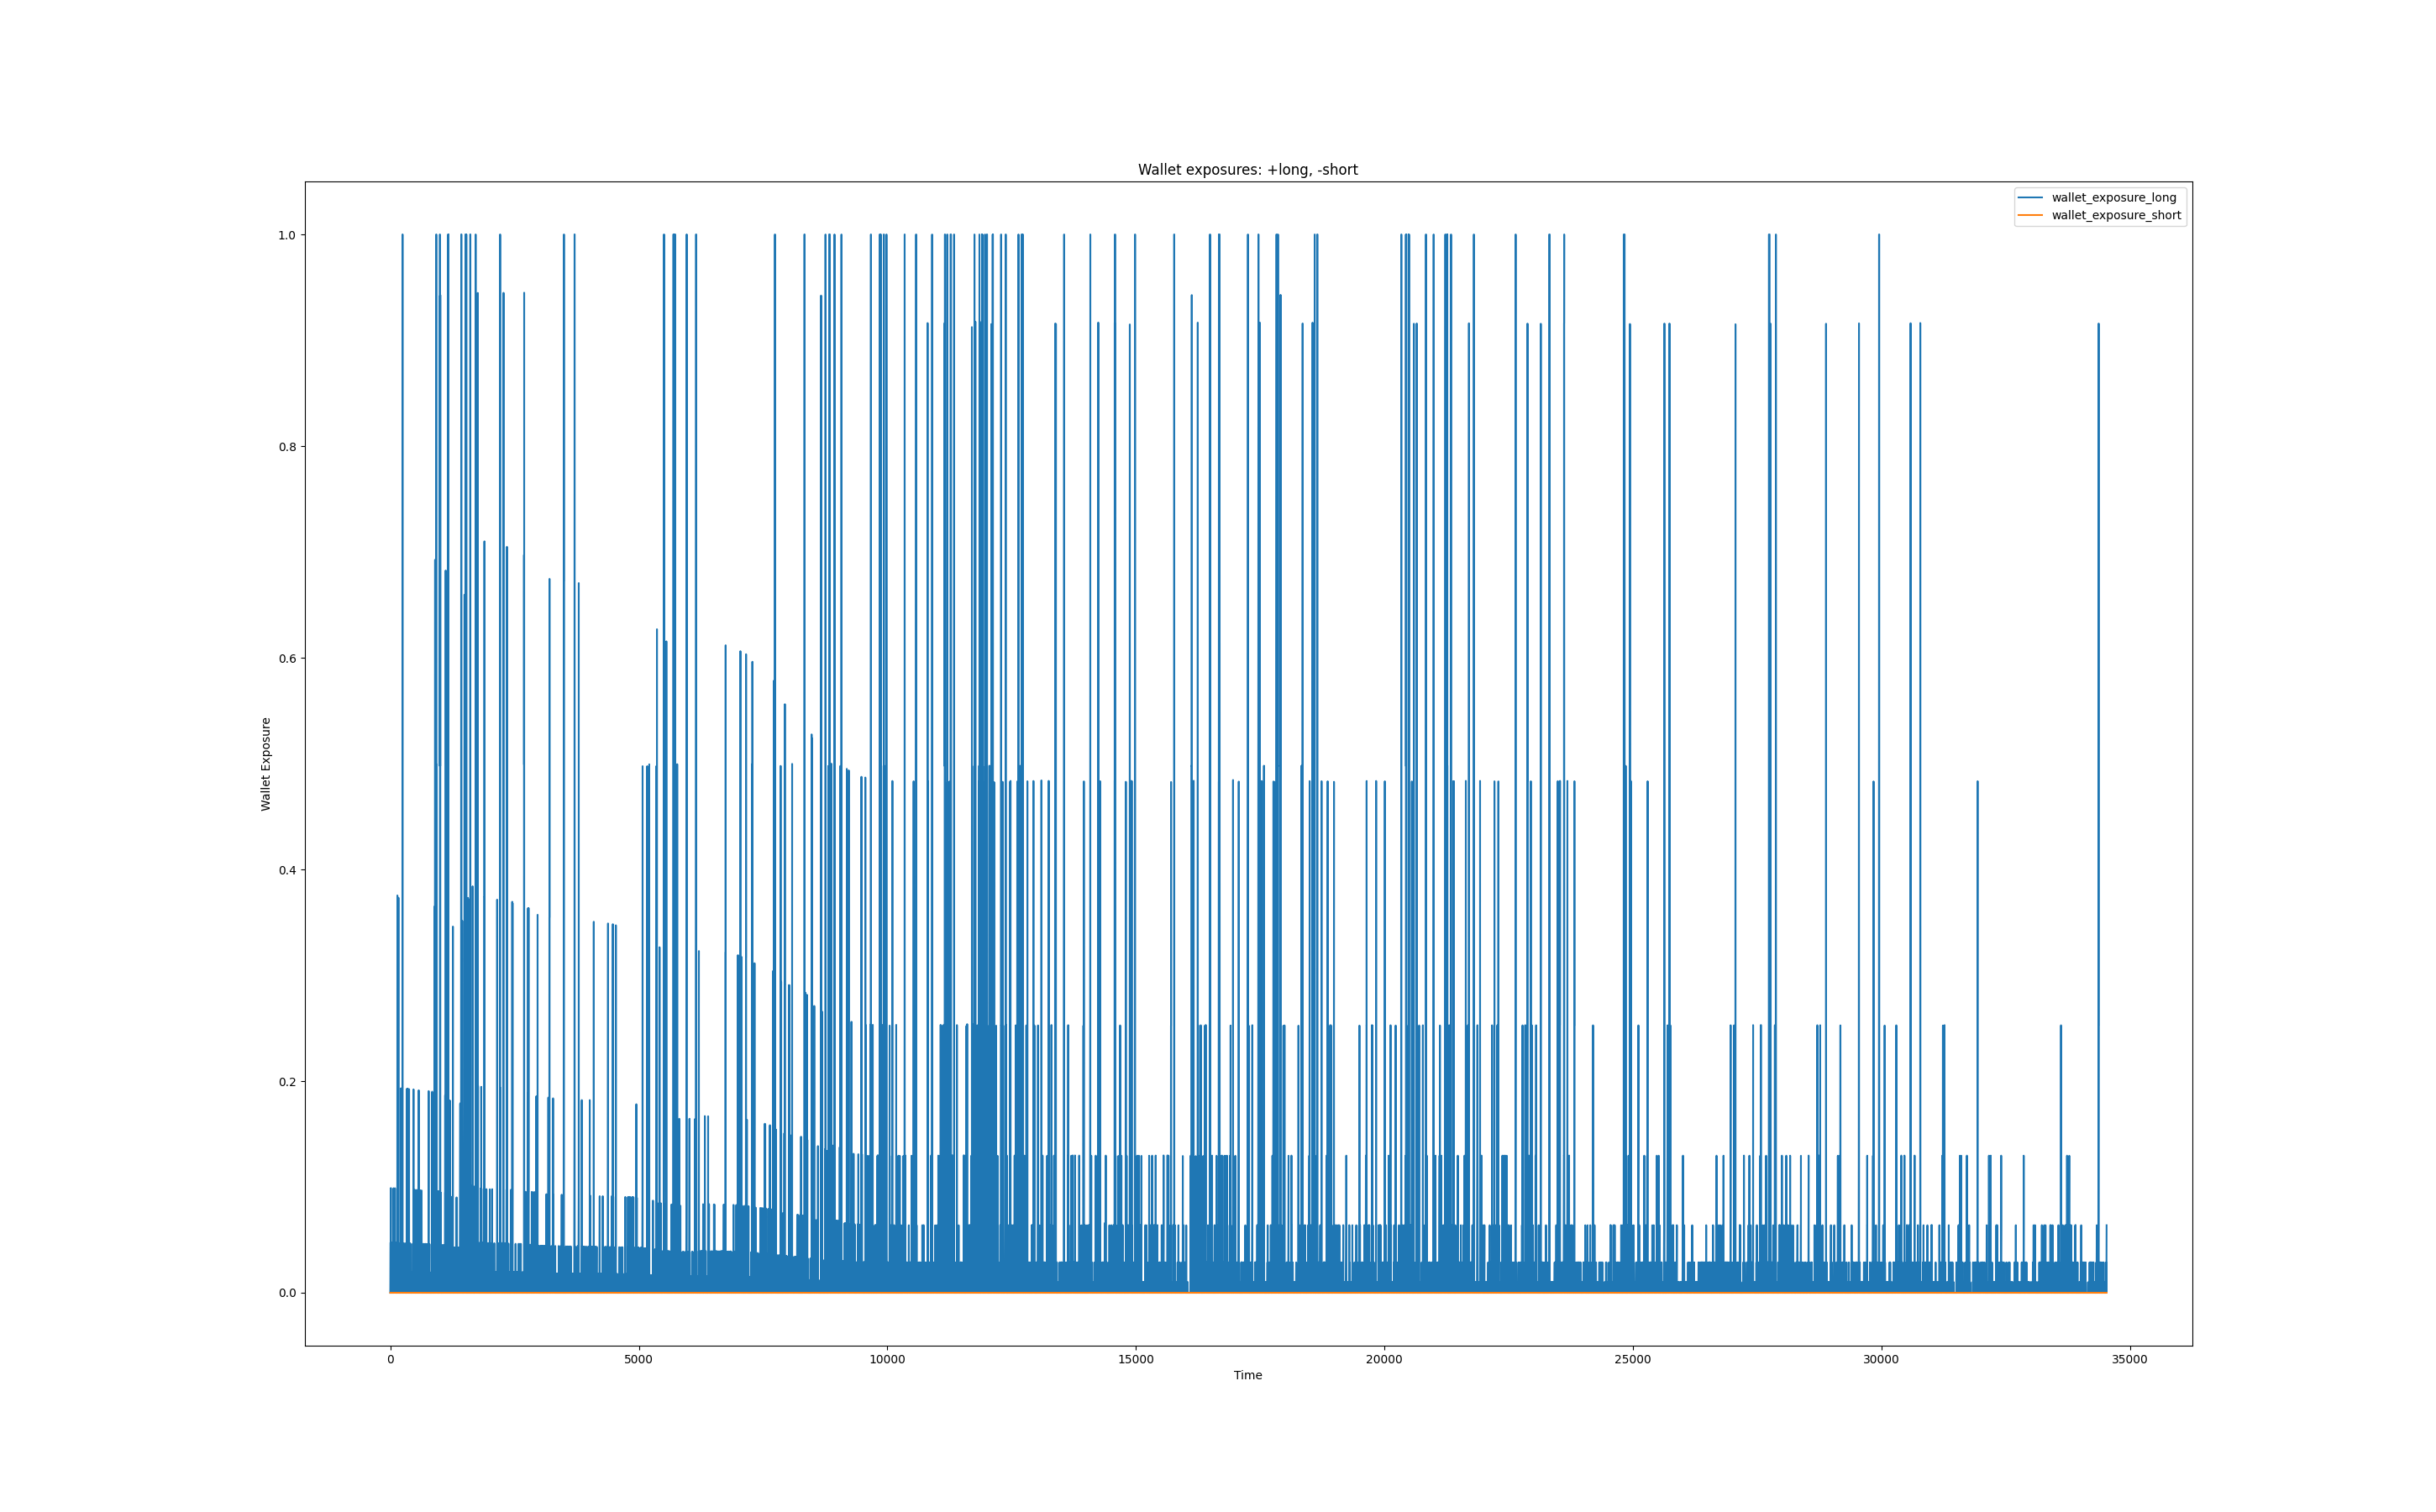 Wallet exposures: +long, -short
wallet_exposure_long
wallet_exposure_short
1.0
0.8
0.6
0.4
0.2
0.0
Wallet Exposure
0 5000 10000 15000 20000 25000 30000 35000
Time